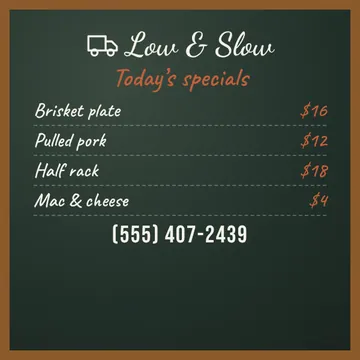 Low & Slow
Today's specials
Brisket plate $16
Pulled pork $12
Half rack $18
Mac & cheese $4
(555) 407-2439